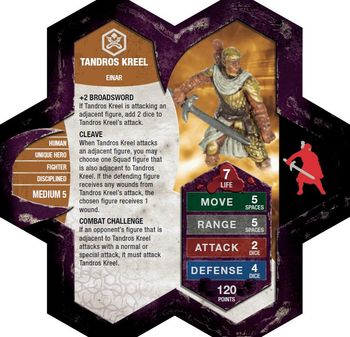 TANDROS KREEL
EINAR
HUMAN
UNIQUE HERO
FIGHTER
DISCIPLINED
MEDIUM 5
+2 BROADSWORD
If Tandros Kreel is attacking an
adjacent figure, add 2 dice to
Tandros Kreel's attack.
CLEAVE
When Tandros Kreel attacks
an adjacent figure, you may
choose one Squad figure that
is also adjacent to Tandros
Kreel. If the defending figure
receives any wounds from
Tandros Kreel's attack, the
chosen figure receives 1
wound.
COMBAT CHALLENGE
If an opponent's figure that is
adjacent to Tandros Kreel
attacks with a normal or
special attack, it must attack
Tandros Kreel.
7
LIFE
MOVE 5 SPACES
RANGE 5 SPACES
ATTACK 2 DICE
DEFENSE 4 DICE
120
POINTS